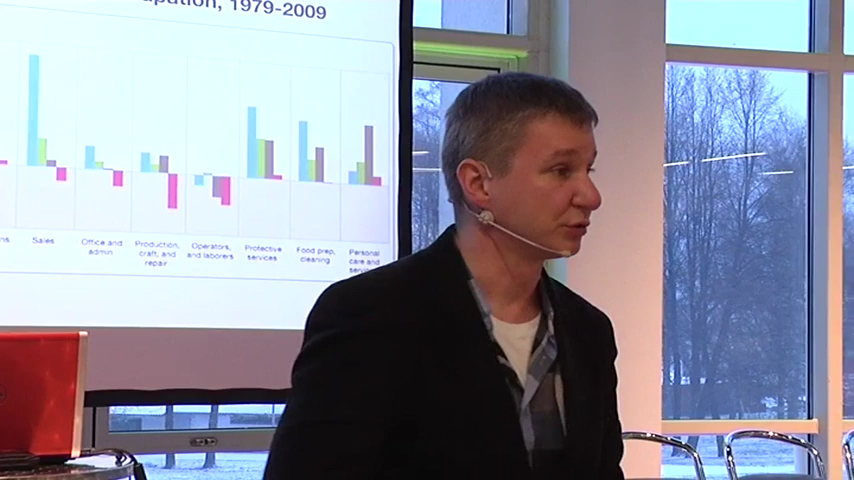 upation, 1979-2009
ns
Sales
Office and
admin
Production,
craft, and
repair
Operators,
and laborers
Protective
services
Food prep,
cleaning
Personal
care and